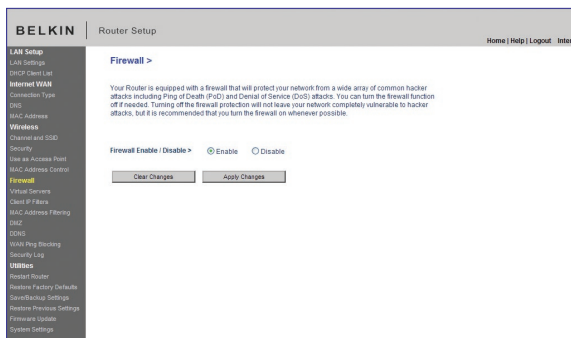 BELKIN
Router Setup
Home | Help | Logout Inter
LAN Setup
LAN Settings
DHCP Client List
Internet WAN
Connection Type
DNS
MAC Address
Wireless
Channel and SSID
Security
Use as Access Point
MAC Address Control
Firewall
Virtual Servers
Client IP Filters
MAC Address Filtering
DMZ
DDNS
WAN Ping Blocking
Security Log
Utilities
Restart Router
Restore Factory Defaults
Save/Backup Settings
Restore Previous Settings
Firmware Update
System Settings
Firewall >
Your Router is equipped with a firewall that will protect your network from a wide array of common hacker
attacks including Ping of Death (PoD) and Denial of Service (DoS) attacks. You can turn the firewall function
off if needed. Turning off the firewall protection will not leave your network completely vulnerable to hacker
attacks, but it is recommended that you turn the firewall on whenever possible.
Firewall Enable / Disable > Enable Disable
Clear Changes Apply Changes